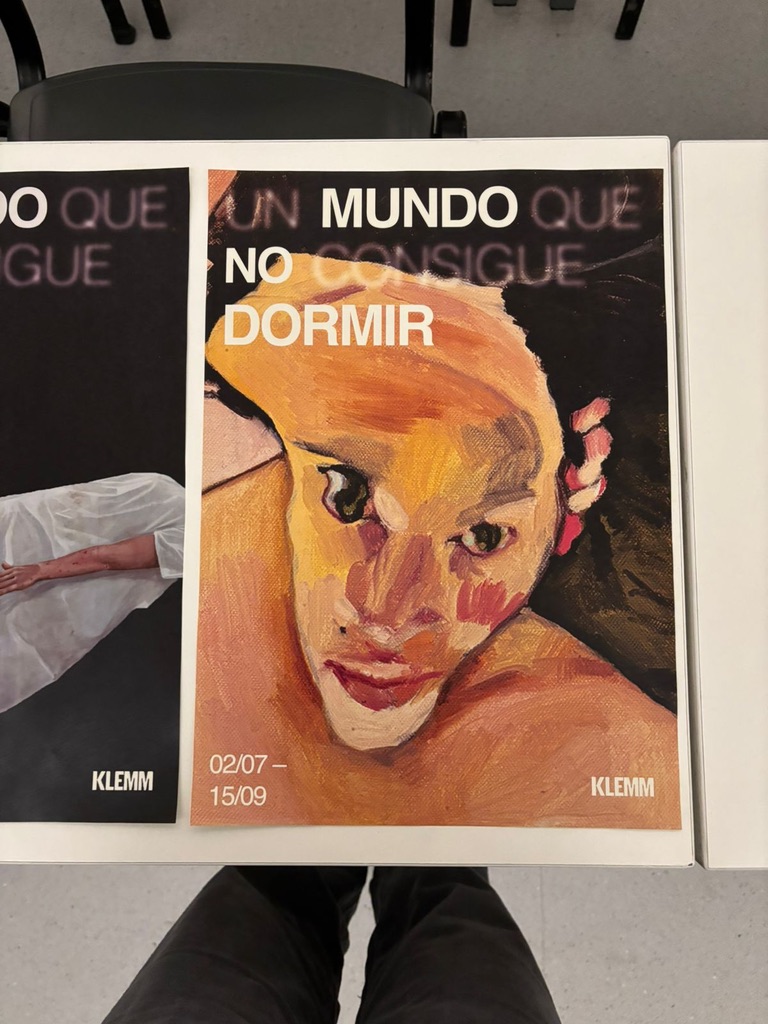 DO QUE
IGUE
KLEMM
UN MUNDO QUE
NO CONSIGUE
DORMIR
02/07 –
15/09
KLEMM